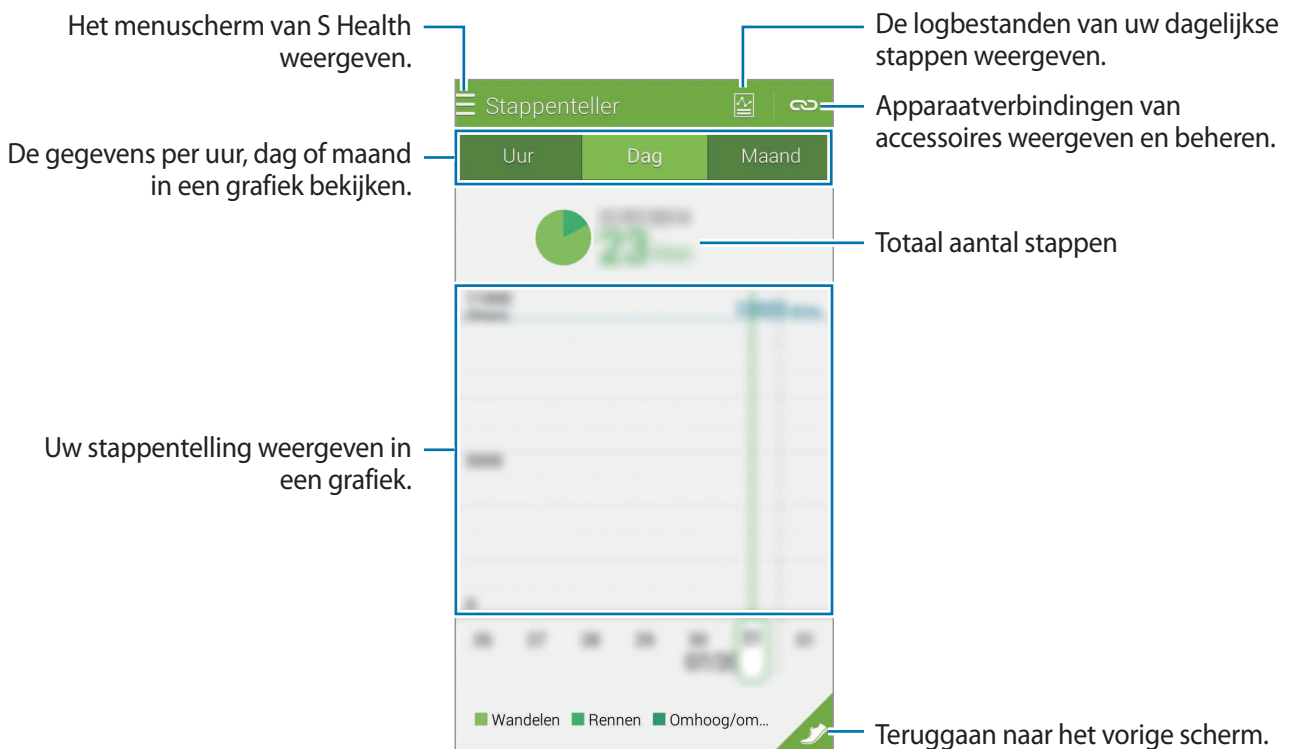 Het menuscherm van S Health
weergeven.
De logbestanden van uw dagelijkse
stappen weergeven.
Stappenteller
Apparaatverbindingen van
accessoires weergeven en beheren.
De gegevens per uur, dag of maand
in een grafiek bekijken.
Uur Dag Maand
23
Totaal aantal stappen
Uw stappentelling weergeven in
een grafiek.
Wandelen Rennen Omhoog/om...
Teruggaan naar het vorige scherm.